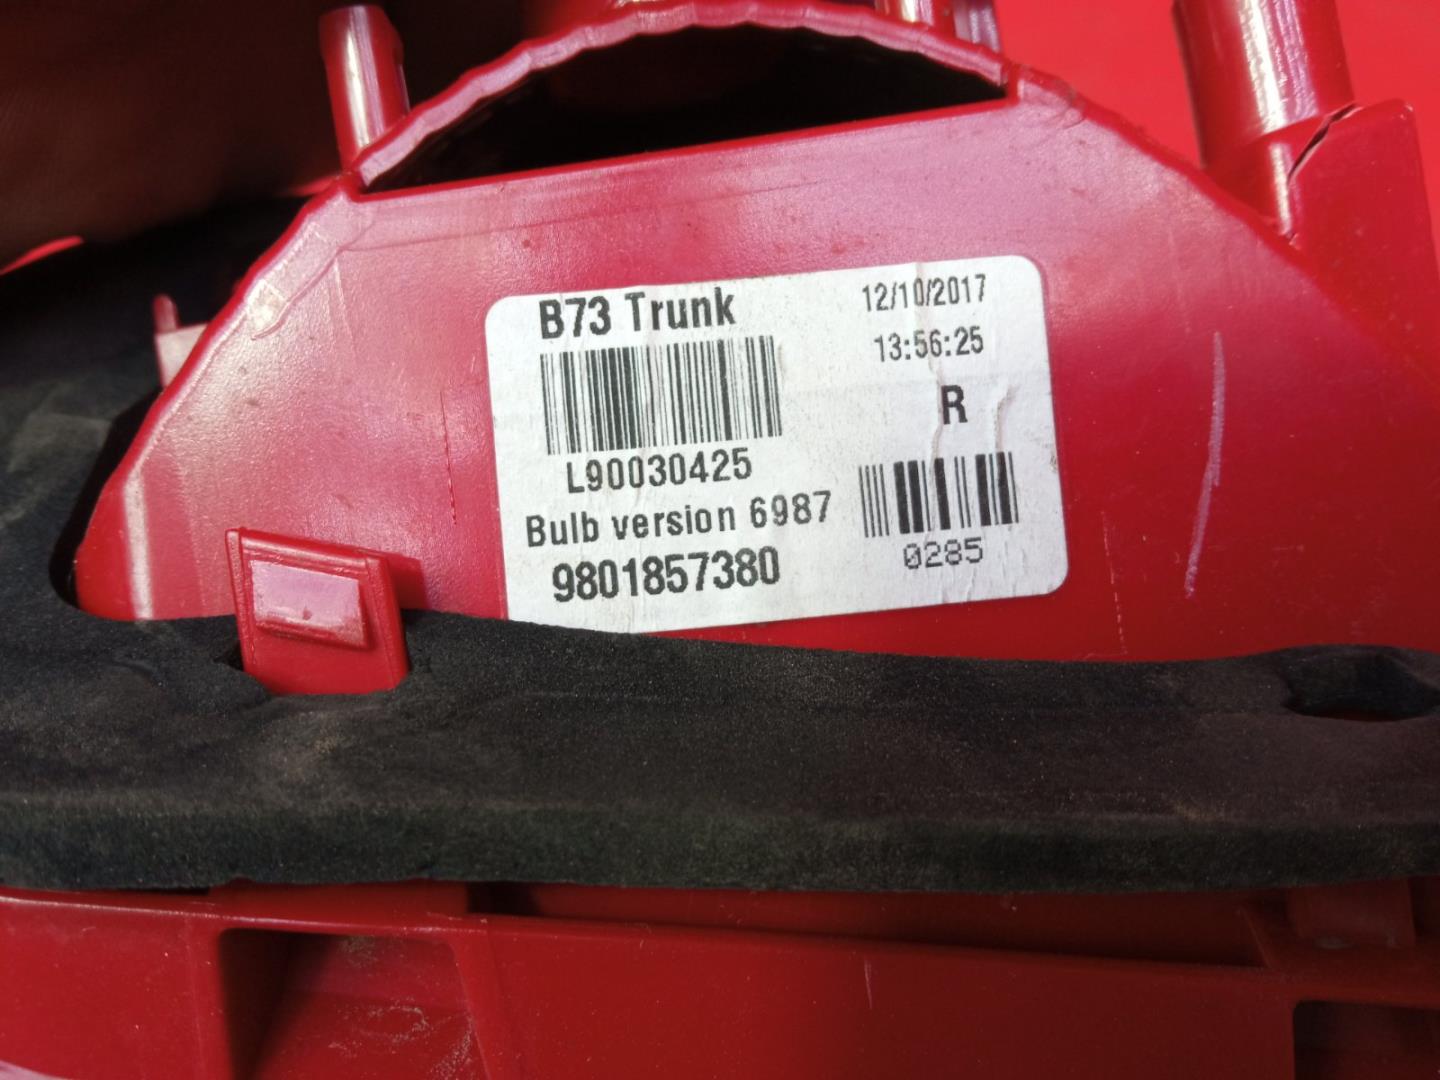 B73 Trunk
12/10/2017
13:56:25
R
L90030425
Bulb version 6987
9801857380
0285